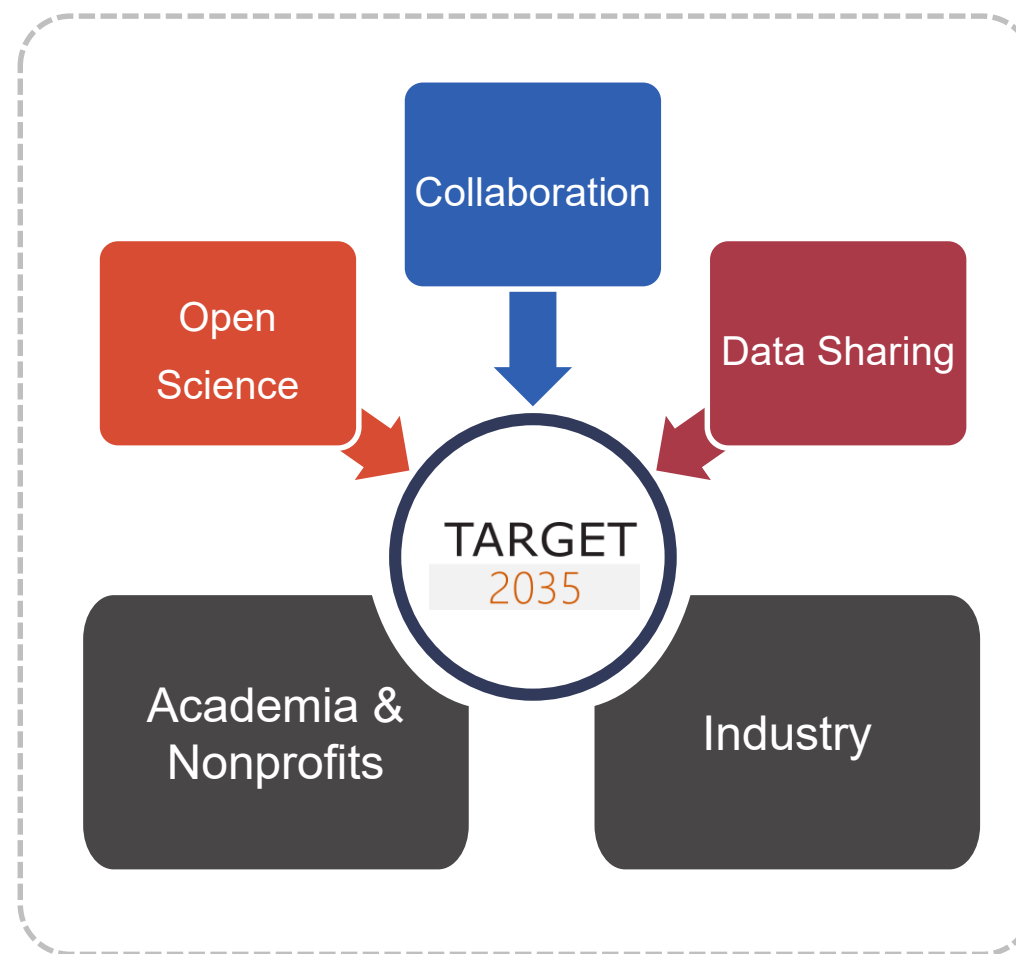 Collaboration
Open
Science
Data Sharing
TARGET
2035
Academia &
Nonprofits
Industry